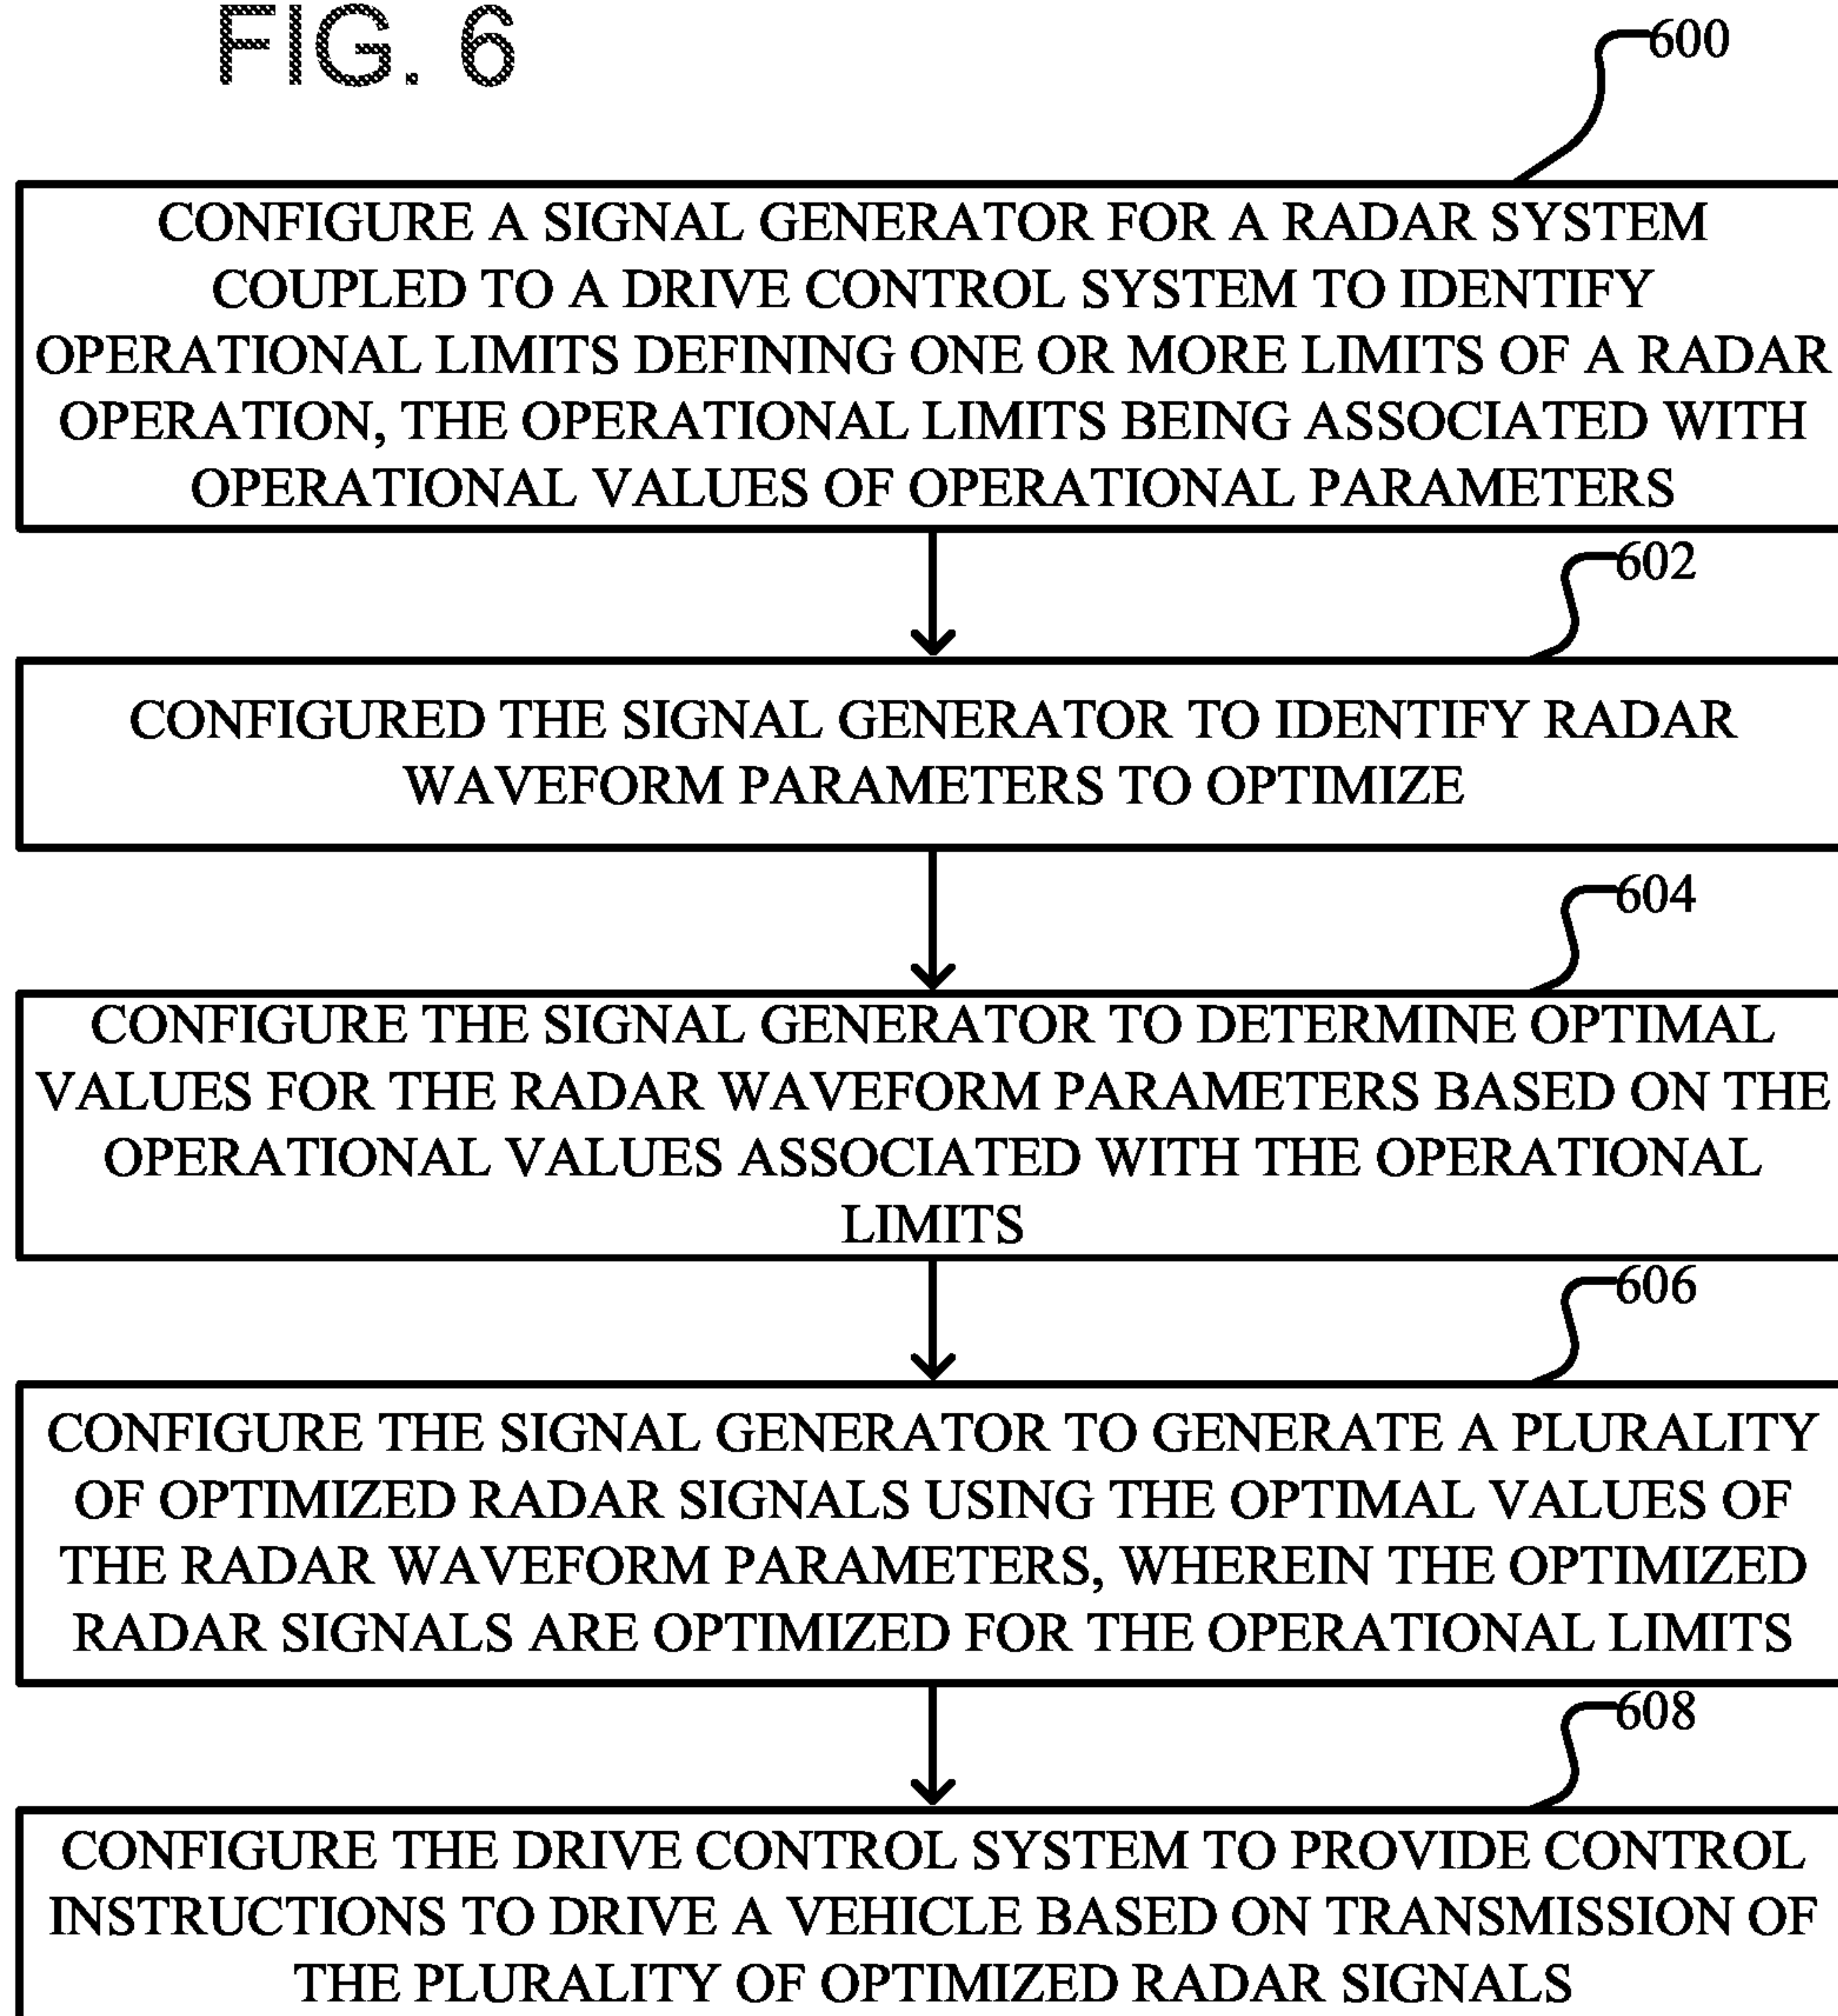 FIG. 6
600
CONFIGURE A SIGNAL GENERATOR FOR A RADAR SYSTEM
COUPLED TO A DRIVE CONTROL SYSTEM TO IDENTIFY
OPERATIONAL LIMITS DEFINING ONE OR MORE LIMITS OF A RADAR
OPERATION, THE OPERATIONAL LIMITS BEING ASSOCIATED WITH
OPERATIONAL VALUES OF OPERATIONAL PARAMETERS
602
CONFIGURED THE SIGNAL GENERATOR TO IDENTIFY RADAR
WAVEFORM PARAMETERS TO OPTIMIZE
604
CONFIGURE THE SIGNAL GENERATOR TO DETERMINE OPTIMAL
VALUES FOR THE RADAR WAVEFORM PARAMETERS BASED ON THE
OPERATIONAL VALUES ASSOCIATED WITH THE OPERATIONAL
LIMITS
606
CONFIGURE THE SIGNAL GENERATOR TO GENERATE A PLURALITY
OF OPTIMIZED RADAR SIGNALS USING THE OPTIMAL VALUES OF
THE RADAR WAVEFORM PARAMETERS, WHEREIN THE OPTIMIZED
RADAR SIGNALS ARE OPTIMIZED FOR THE OPERATIONAL LIMITS
608
CONFIGURE THE DRIVE CONTROL SYSTEM TO PROVIDE CONTROL
INSTRUCTIONS TO DRIVE A VEHICLE BASED ON TRANSMISSION OF
THE PLURALITY OF OPTIMIZED RADAR SIGNALS